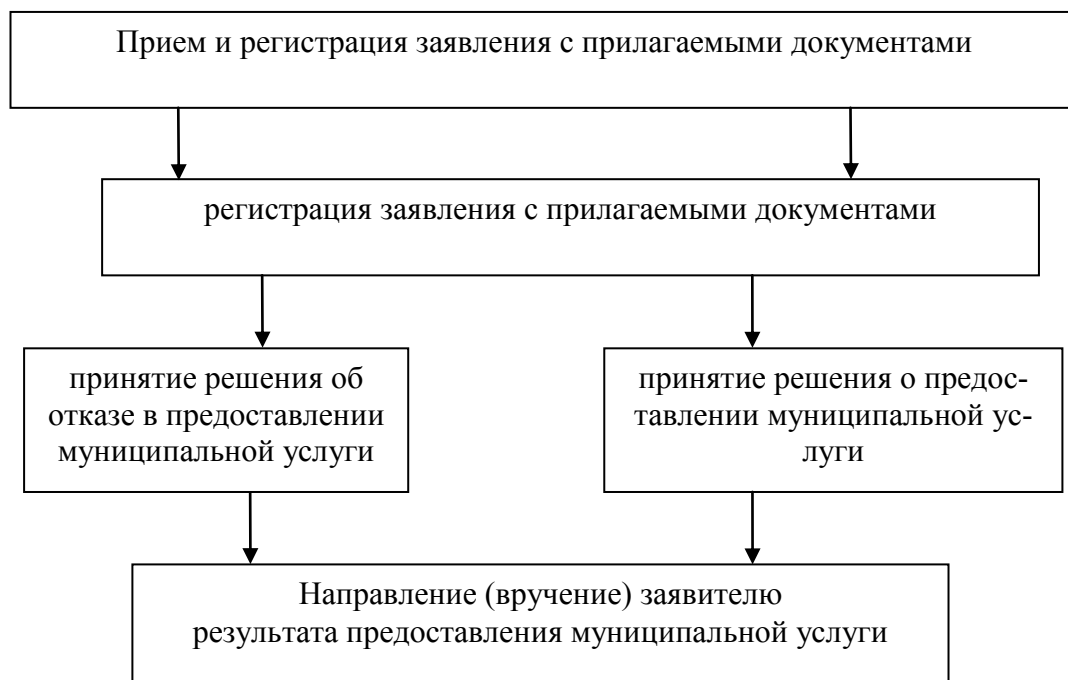 Прием и регистрация заявления с прилагаемыми документами
регистрация заявления с прилагаемыми документами
принятие решения об
отказе в предоставлении
муниципальной услуги
принятие решения о предос-
тавлении муниципальной ус-
луги
Направление (вручение) заявителю
результата предоставления муниципальной услуги